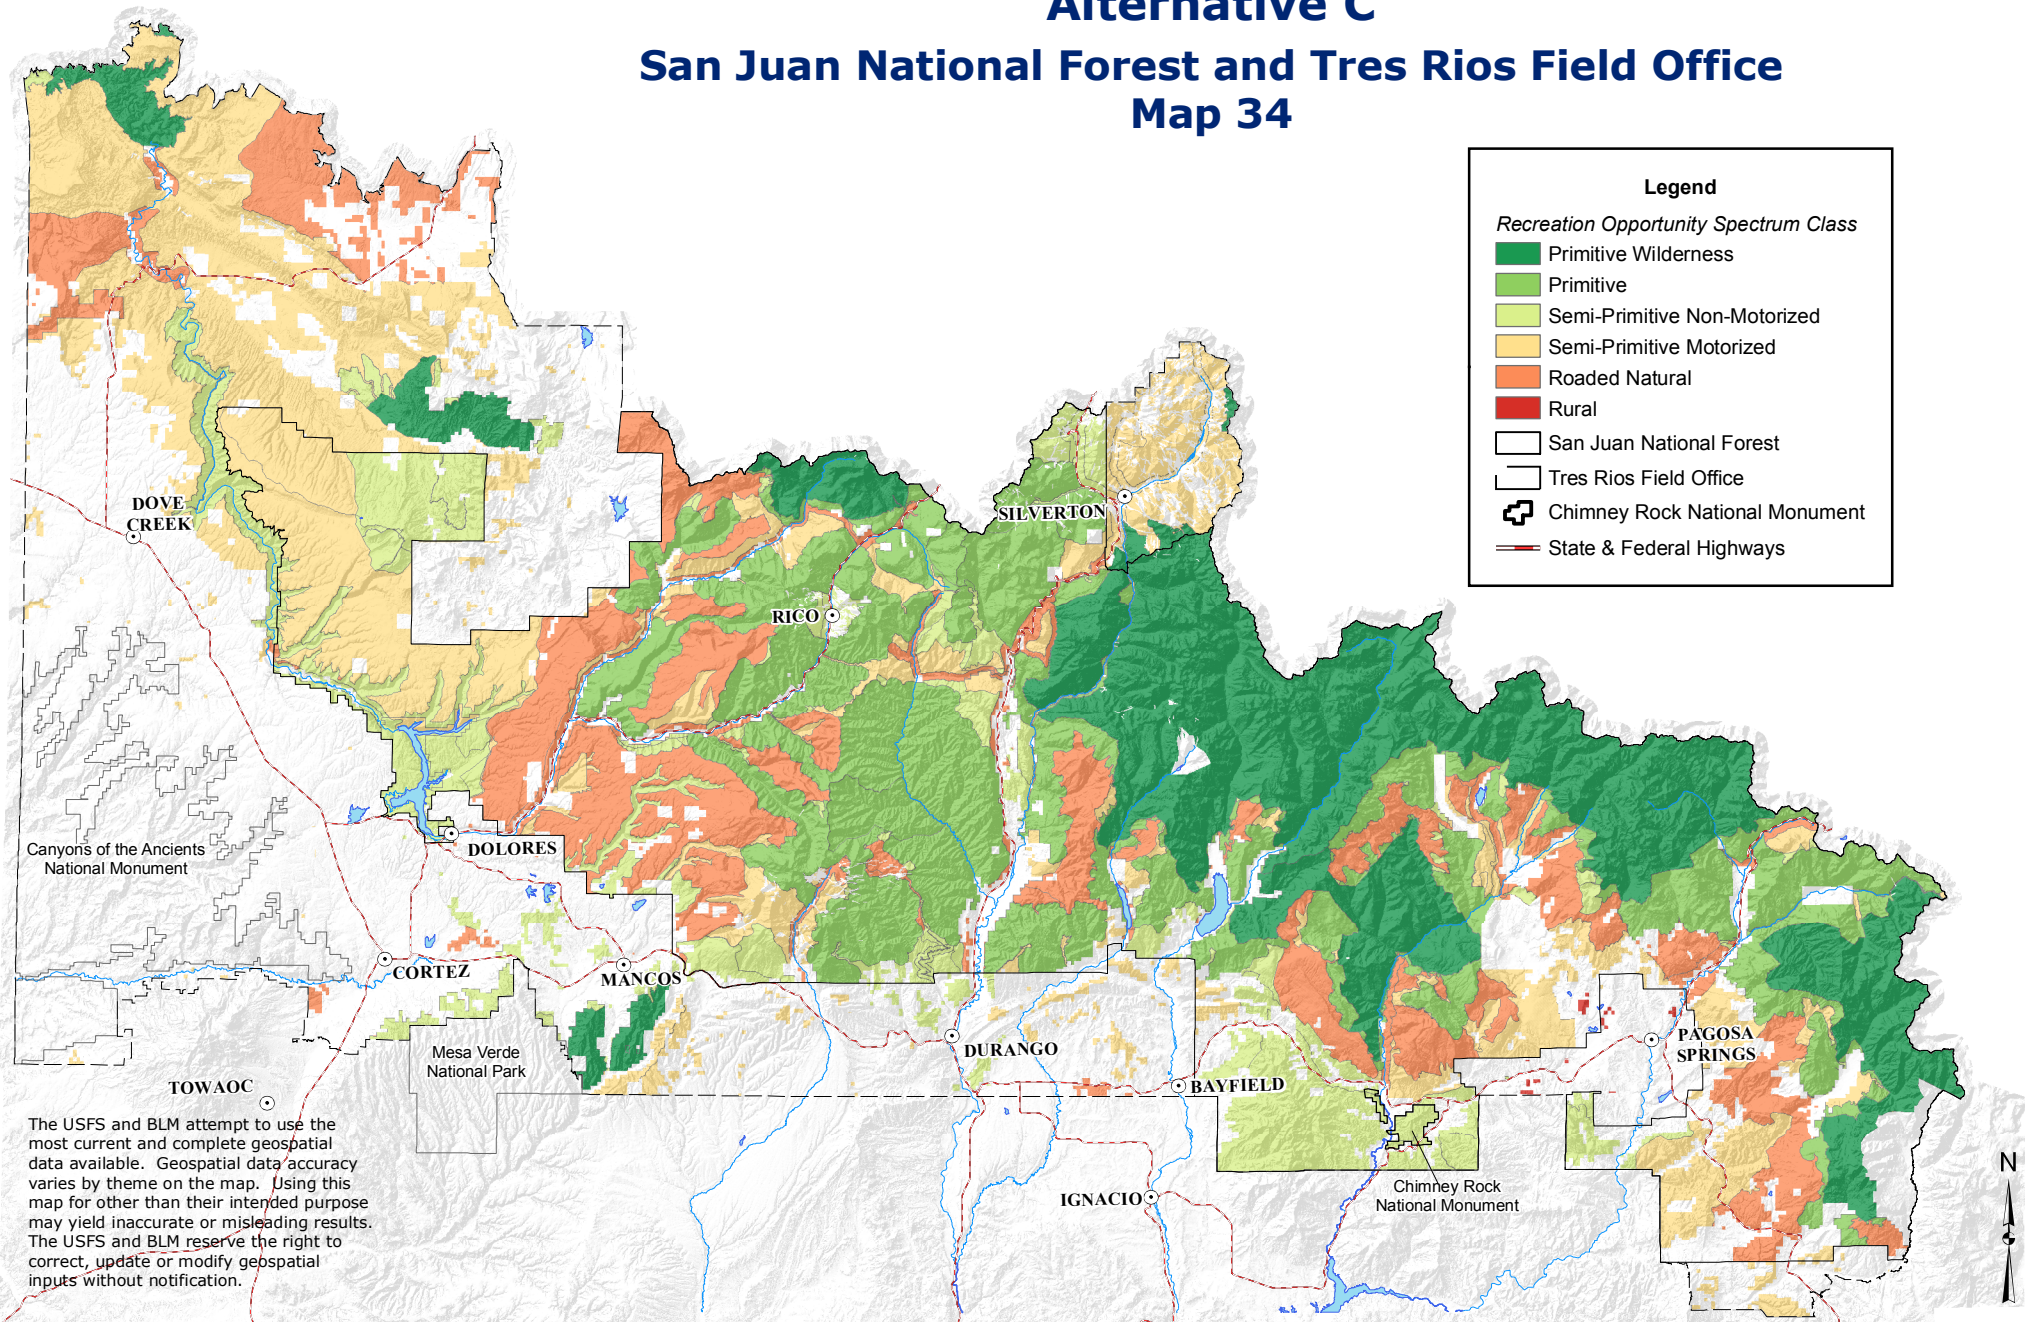 Alternative C
San Juan National Forest and Tres Rios Field Office
Map 34
Legend
Recreation Opportunity Spectrum Class
Primitive Wilderness
Primitive
Semi-Primitive Non-Motorized
Semi-Primitive Motorized
Roaded Natural
Rural
San Juan National Forest
Tres Rios Field Office
Chimney Rock National Monument
State & Federal Highways
DOVE
CREEK
SILVERTON
RICO
Canyons of the Ancients
National Monument
DOLORES
CORTEZ
MANCOS
Mesa Verde
National Park
DURANGO
PAGOSA
SPRINGS
TOWAOC
BAYFIELD
IGNACIO
Chimney Rock
National Monument
The USFS and BLM attempt to use the
most current and complete geospatial
data available.  Geospatial data accuracy
varies by theme on the map.  Using this
map for other than their intended purpose
may yield inaccurate or misleading results.
The USFS and BLM reserve the right to
correct, update or modify geospatial
inputs without notification.
N